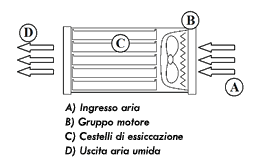 D
B
C
A
A) Ingresso aria
B) Gruppo motore
C) Cestelli di essiccazione
D) Uscita aria umida